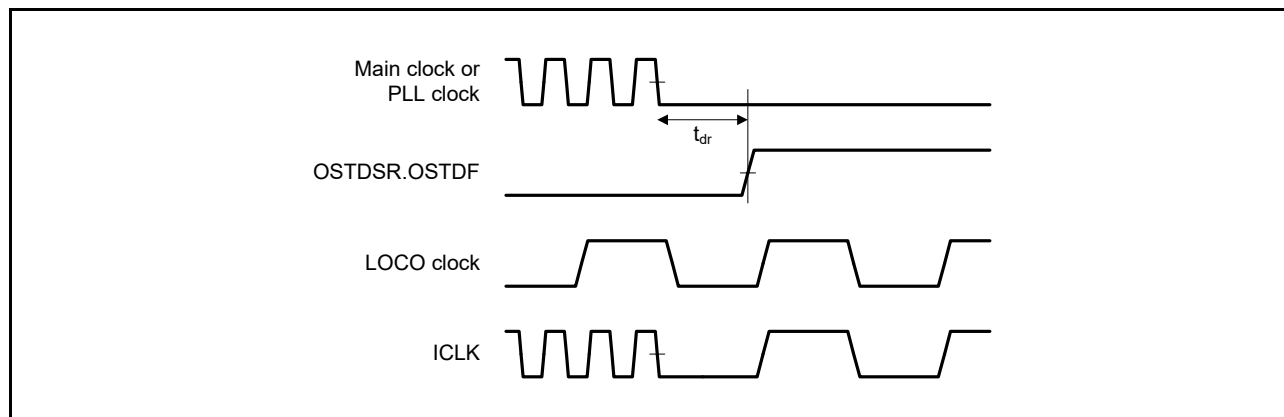 Main clock or
PLL clock
tdr
OSTDSR.OSTDF
LOCO clock
ICLK